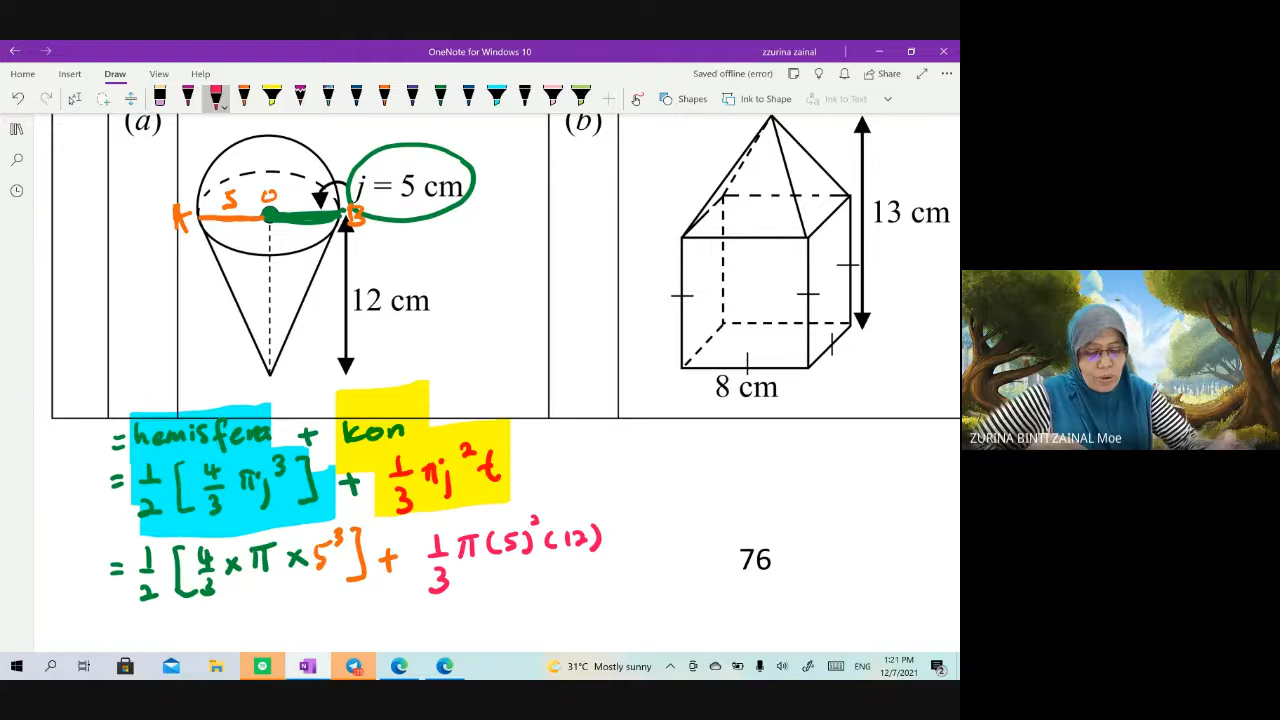 OneNote for Windows 10
zzurina zainal
Home Insert Draw View Help
Saved offline (error)
Share
Shapes
Ink to Shape
Ink to Text
(a)
(b)
j = 5 cm
A 5 O B
12 cm
13 cm
8 cm
= hemisfera + kon
= 1/2 [4/3 πj³] + 1/3 πj²t
= 1/2 [4/3 × π × 5³] + 1/3 π(5)²(12)
76
ZURINA BINTI ZAINAL Moe
31°C Mostly sunny
ENG
1:21 PM
12/7/2021
2